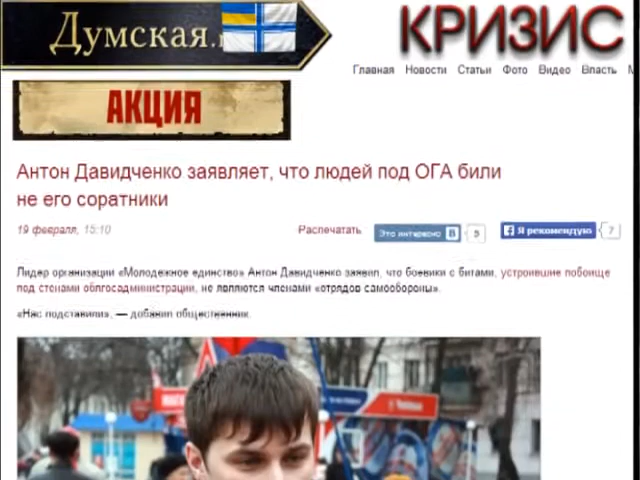 Думская.
КРИЗИС
Главная Новости Статьи Фото Видео Власть
АКЦИЯ
Антон Давидченко заявляет, что людей под ОГА били
не его соратники
19 февраля, 15:10 Распечатать Это интересно В 5 Я рекомендую 7
Лидер организации «Молодежное единство» Антон Давидченко заявил, что боевики с битами, устроившие побоище
под стенами облгосадминистрации, не являются членами «отрядов самообороны».
«Нас подставили», — добавил общественник.